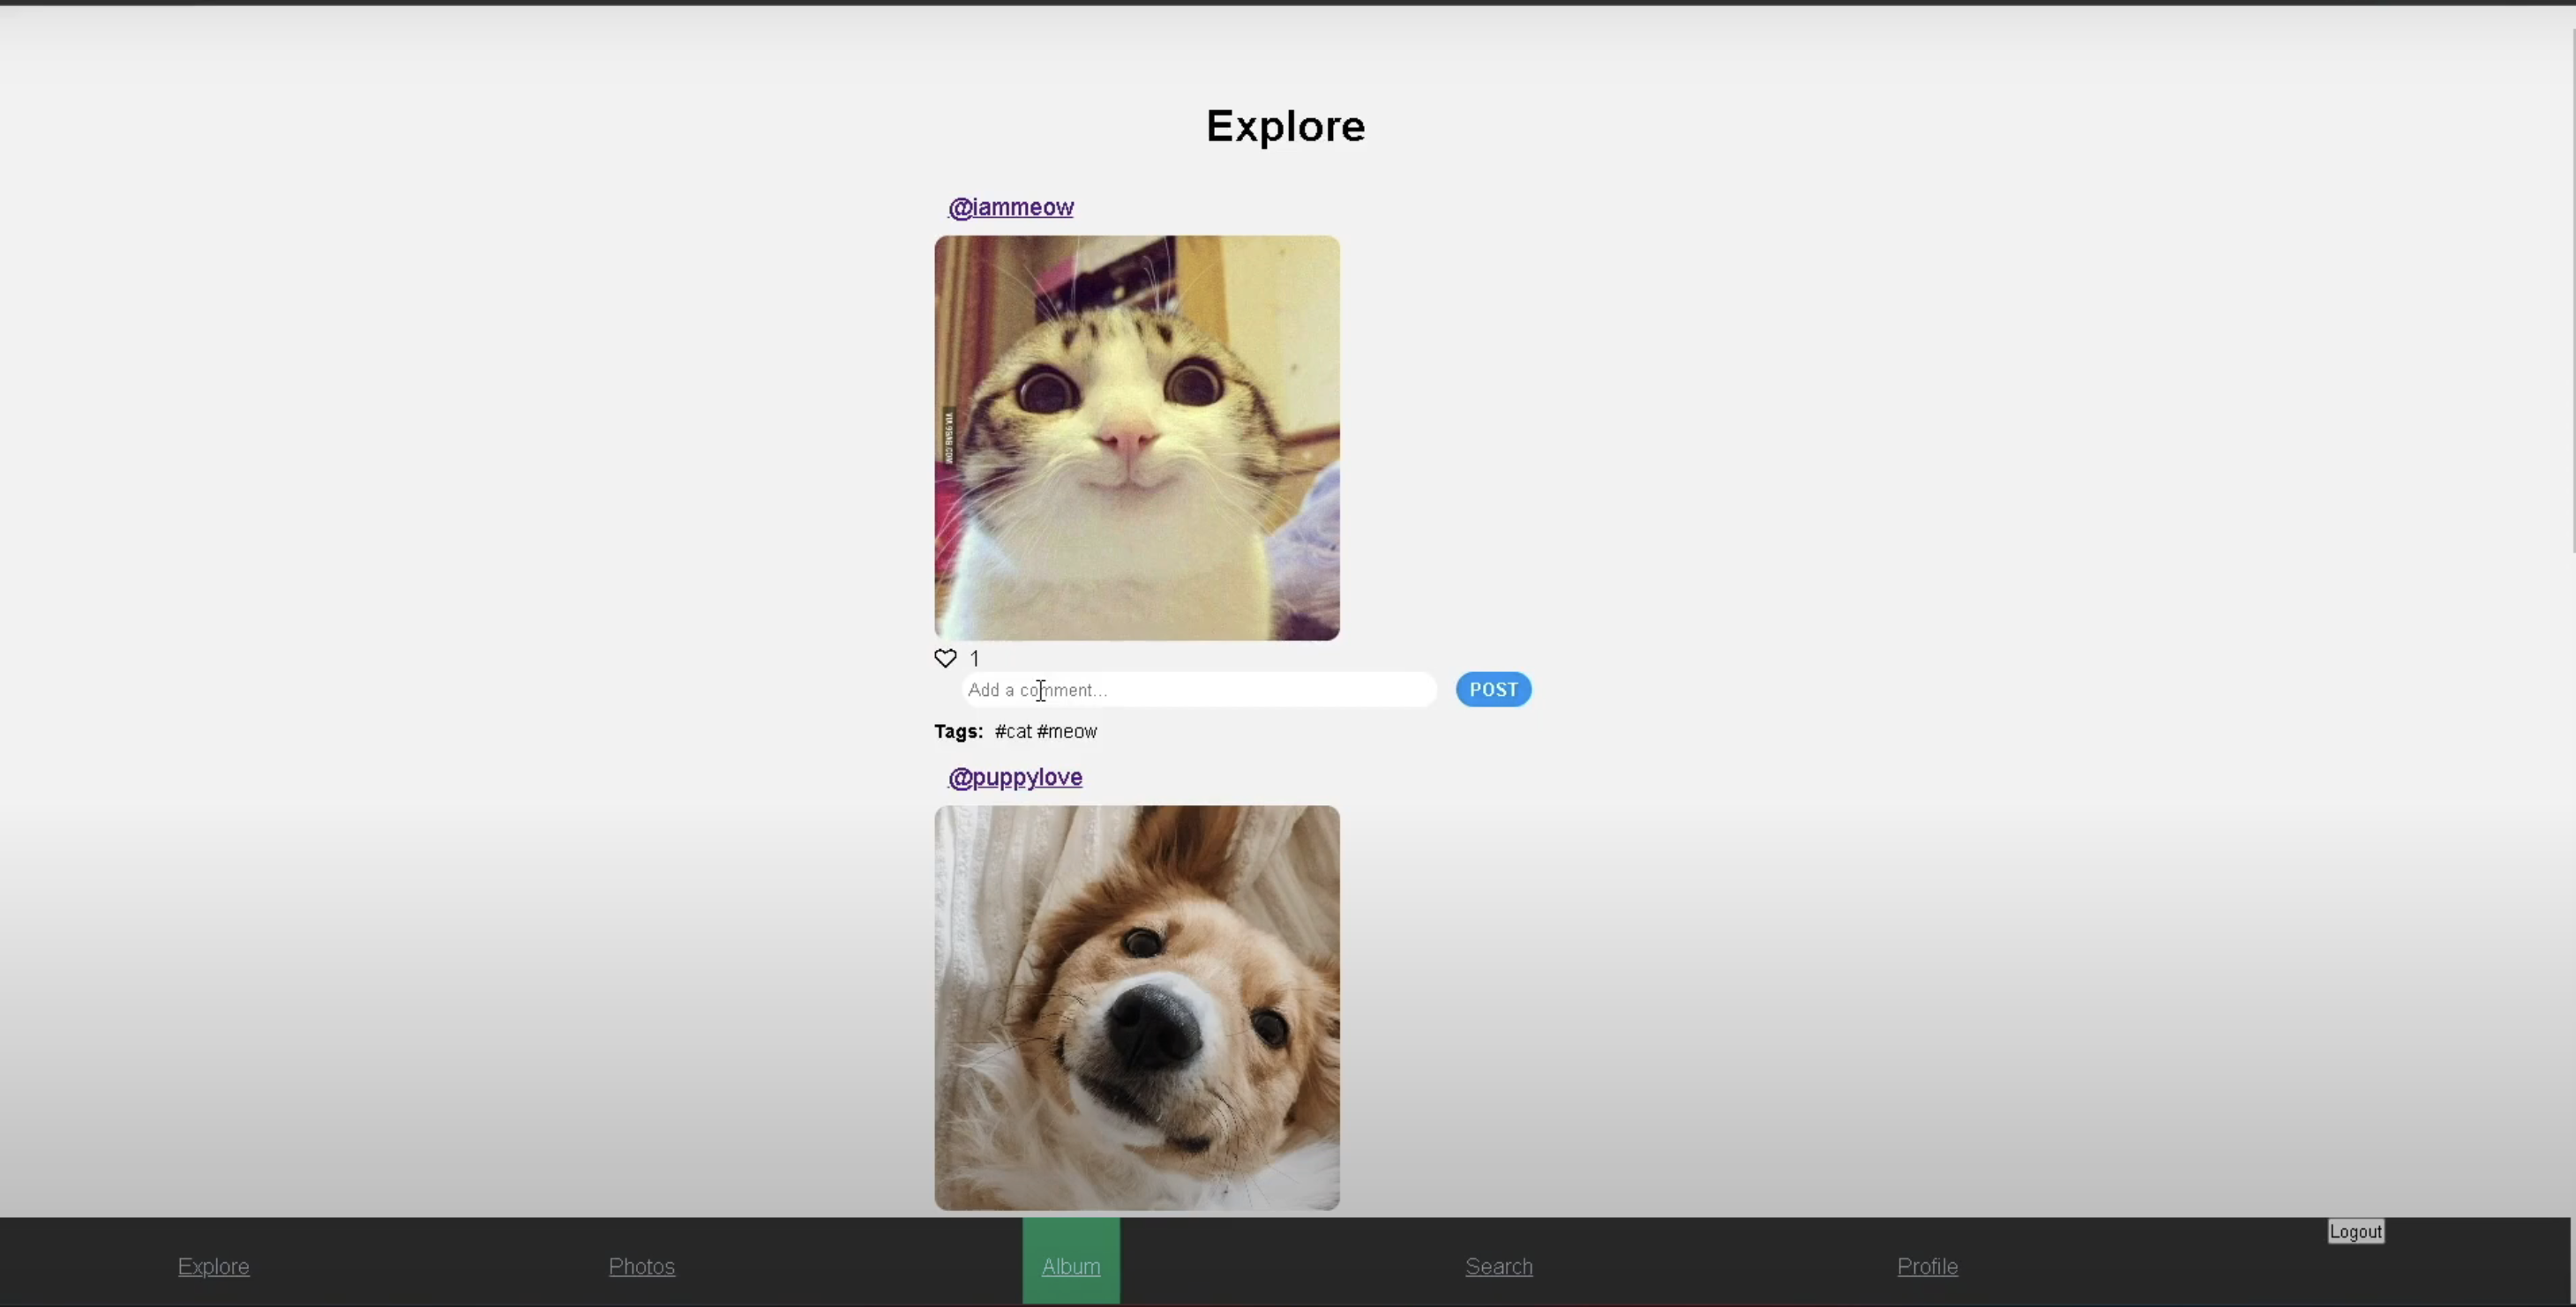 Explore
@iammeow
VIA 9GAG.COM
1
Add a comment...
POST
Tags: #cat #meow
@puppylove
Logout
Explore
Photos
Album
Search
Profile